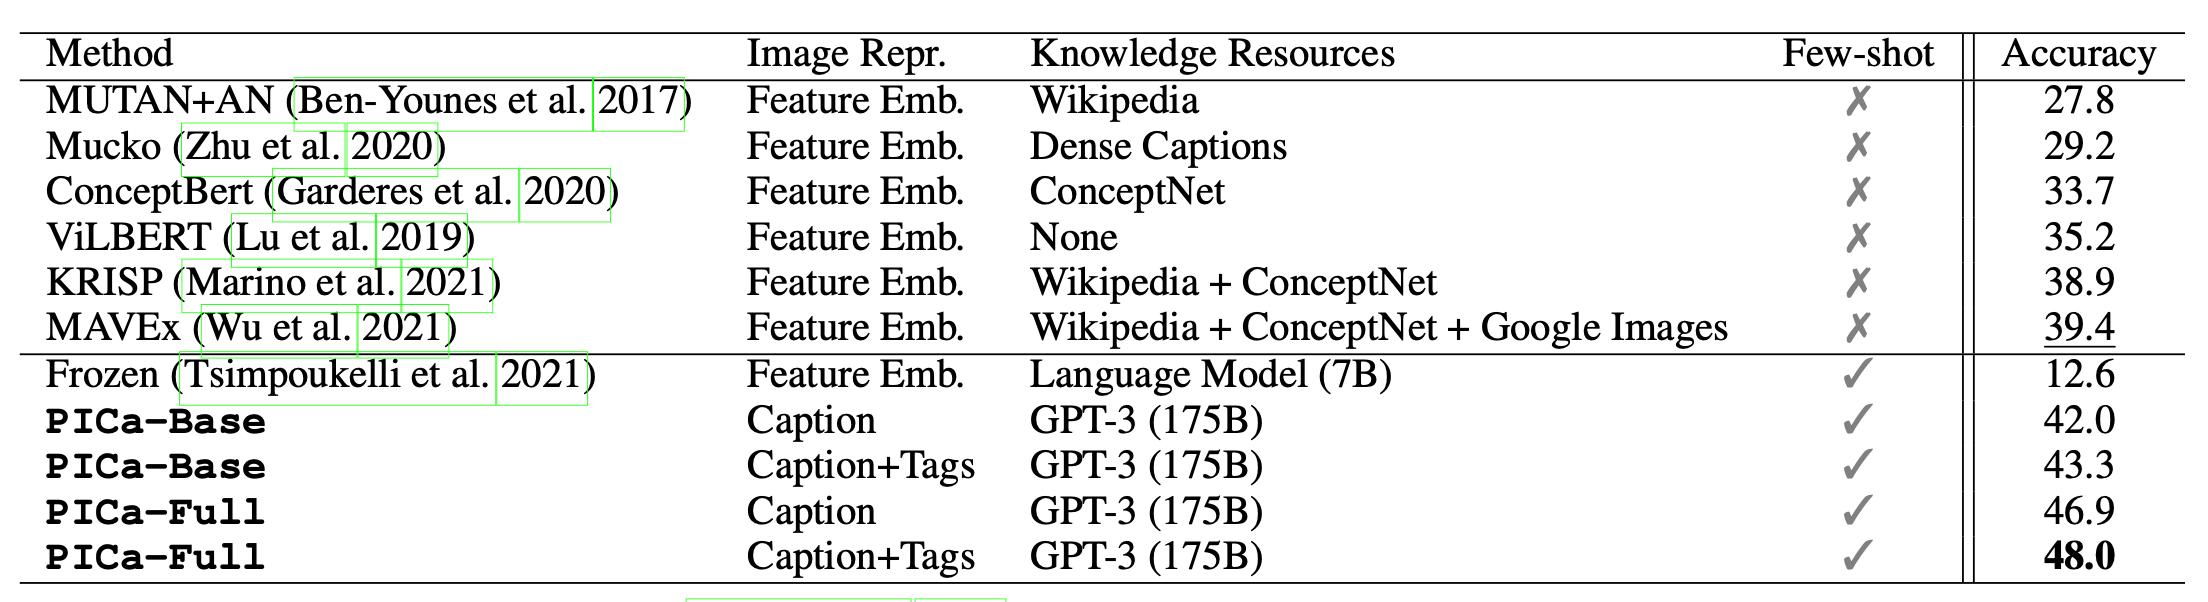 Method Image Repr. Knowledge Resources Few-shot Accuracy
MUTAN+AN (Ben-Younes et al. 2017) Feature Emb. Wikipedia ✗ 27.8
Mucko (Zhu et al. 2020) Feature Emb. Dense Captions ✗ 29.2
ConceptBert (Garderes et al. 2020) Feature Emb. ConceptNet ✗ 33.7
ViLBERT (Lu et al. 2019) Feature Emb. None ✗ 35.2
KRISP (Marino et al. 2021) Feature Emb. Wikipedia + ConceptNet ✗ 38.9
MAVEx (Wu et al. 2021) Feature Emb. Wikipedia + ConceptNet + Google Images ✗ 39.4
Frozen (Tsimpoukelli et al. 2021) Feature Emb. Language Model (7B) ✓ 12.6
PICa-Base Caption GPT-3 (175B) ✓ 42.0
PICa-Base Caption+Tags GPT-3 (175B) ✓ 43.3
PICa-Full Caption GPT-3 (175B) ✓ 46.9
PICa-Full Caption+Tags GPT-3 (175B) ✓ 48.0